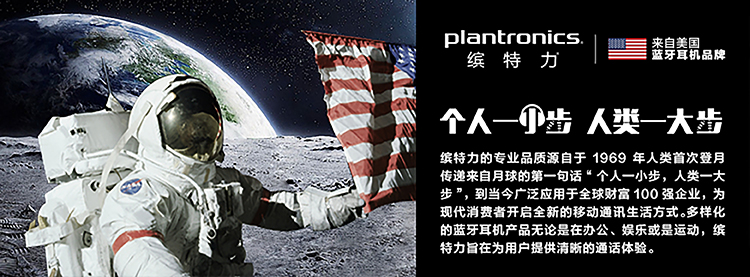 plantronics.
缤特力
来自美国
蓝牙耳机品牌
个人一小步 人类一大步
缤特力的专业品质源自于 1969 年人类首次登月
传递来自月球的第一句话“ 个人一小步，人类一大
步 ”，到当今广泛应用于全球财富 100 强企业，为
现代消费者开启全新的移动通讯生活方式。多样化
的蓝牙耳机产品无论是在办公、娱乐或是运动，缤
特力旨在为用户提供清晰的通话体验。
NASA